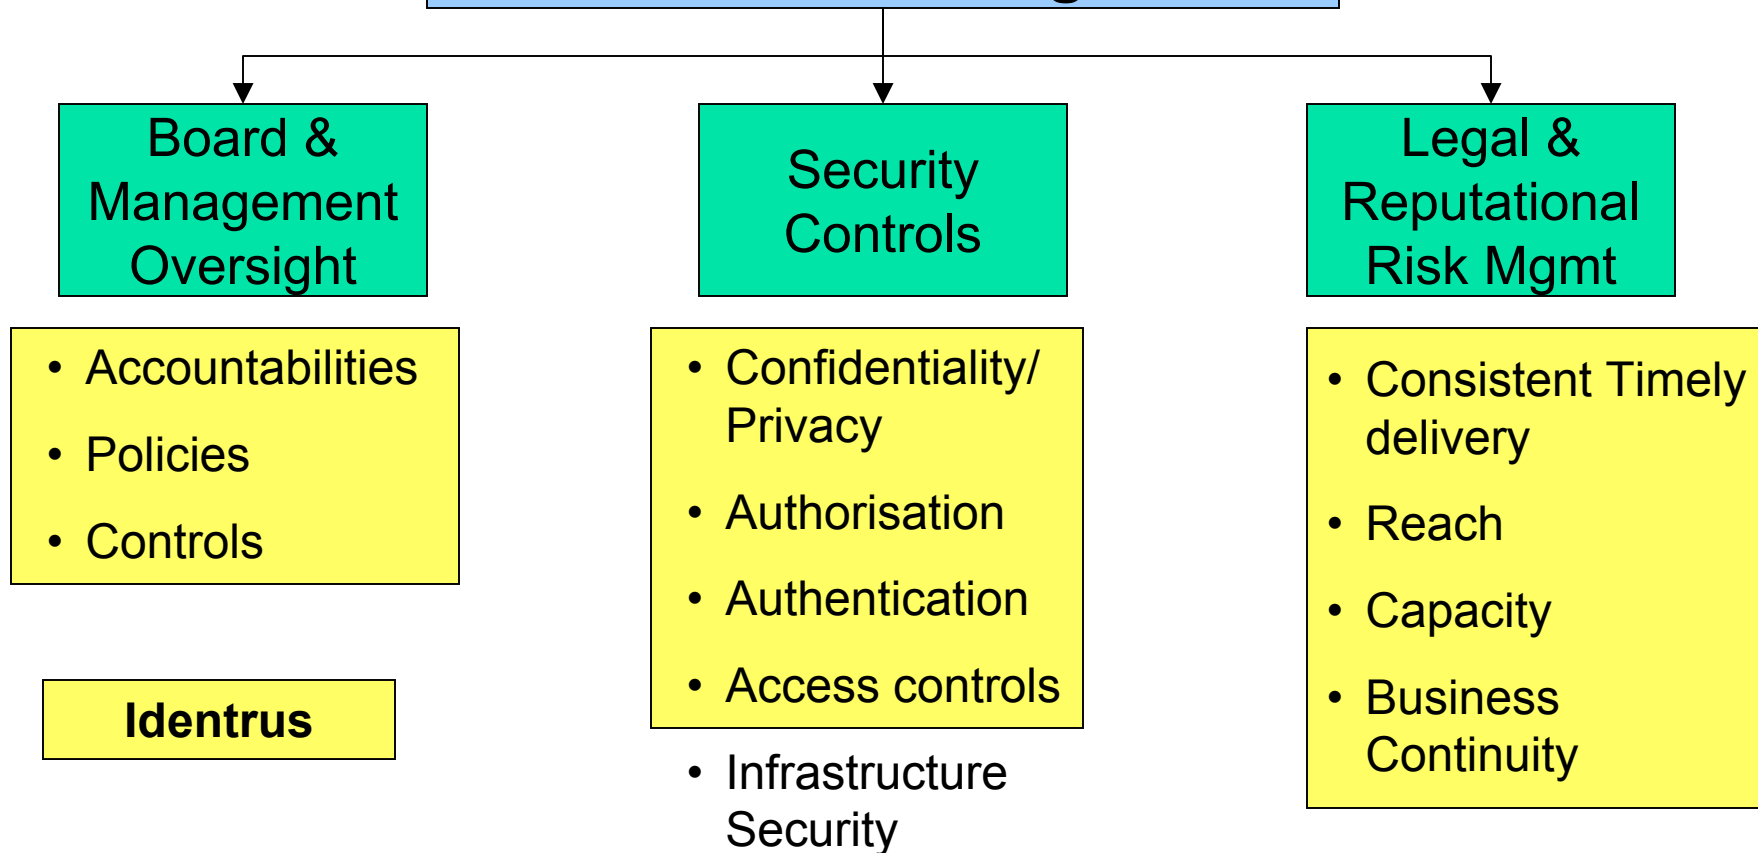 Board &
Management
Oversight
Security
Controls
Legal &
Reputational
Risk Mgmt
• Accountabilities
• Policies
• Controls
• Confidentiality/
Privacy
• Authorisation
• Authentication
• Access controls
• Infrastructure
Security
• Consistent Timely
delivery
• Reach
• Capacity
• Business
Continuity
Identrus